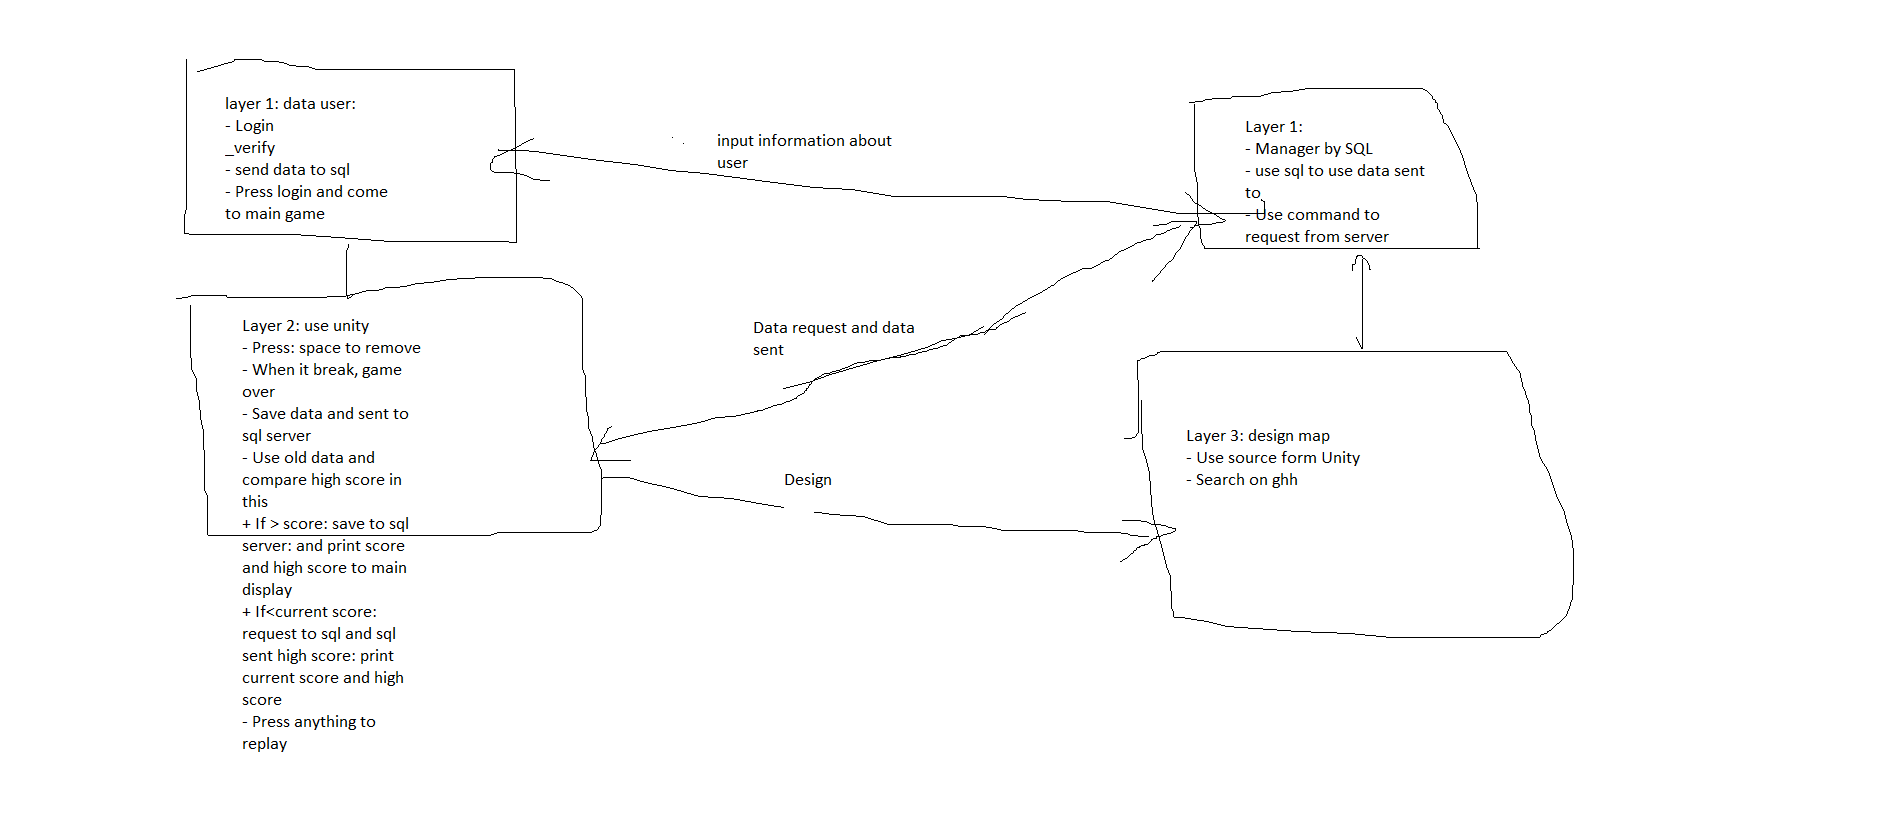 layer 1: data user:
- Login
_verify
- send data to sql
- Press login and come
to main game
input information about
user
Layer 1:
- Manager by SQL
- use sql to use data sent
to
- Use command to
request from server
Layer 2: use unity
- Press: space to remove
- When it break, game
over
- Save data and sent to
sql server
- Use old data and
compare high score in
this
+ If > score: save to sql
server: and print score
and high score to main
display
+ If<current score:
request to sql and sql
sent high score: print
current score and high
score
- Press anything to
replay
Data request and data
sent
Design
Layer 3: design map
- Use source form Unity
- Search on ghh